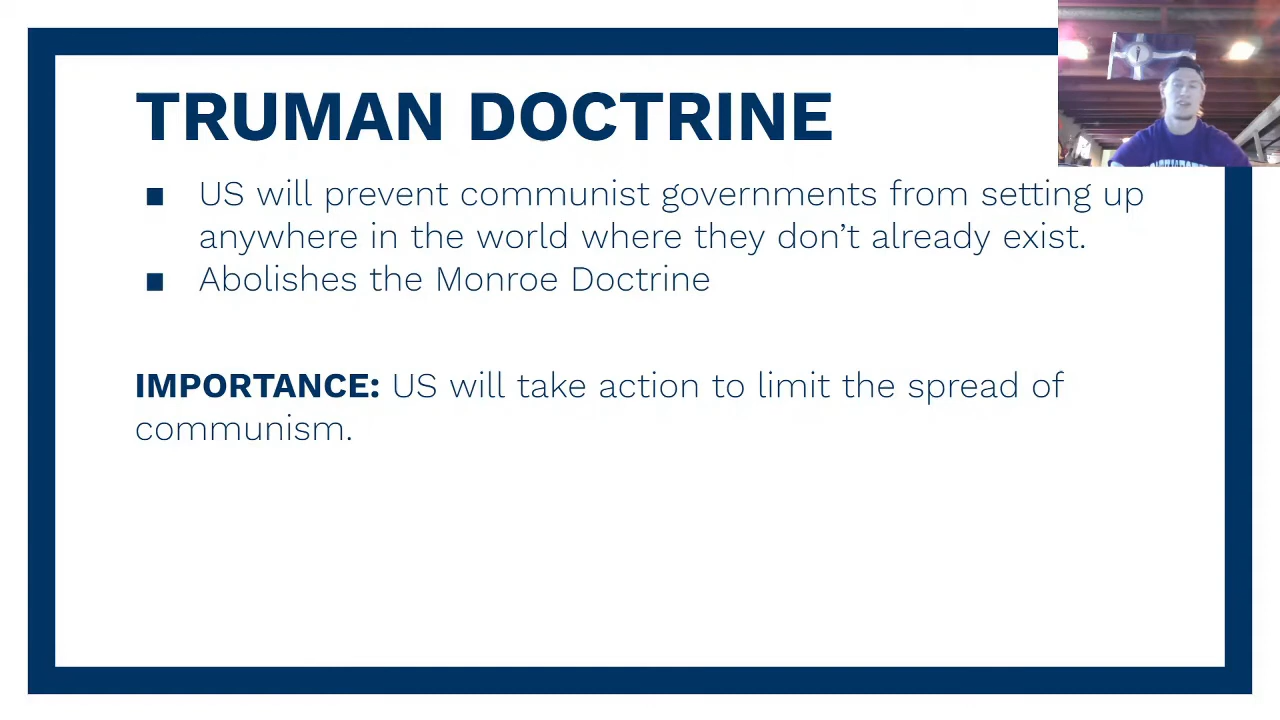 TRUMAN DOCTRINE
■ US will prevent communist governments from setting up
anywhere in the world where they don’t already exist.
■ Abolishes the Monroe Doctrine
IMPORTANCE: US will take action to limit the spread of
communism.